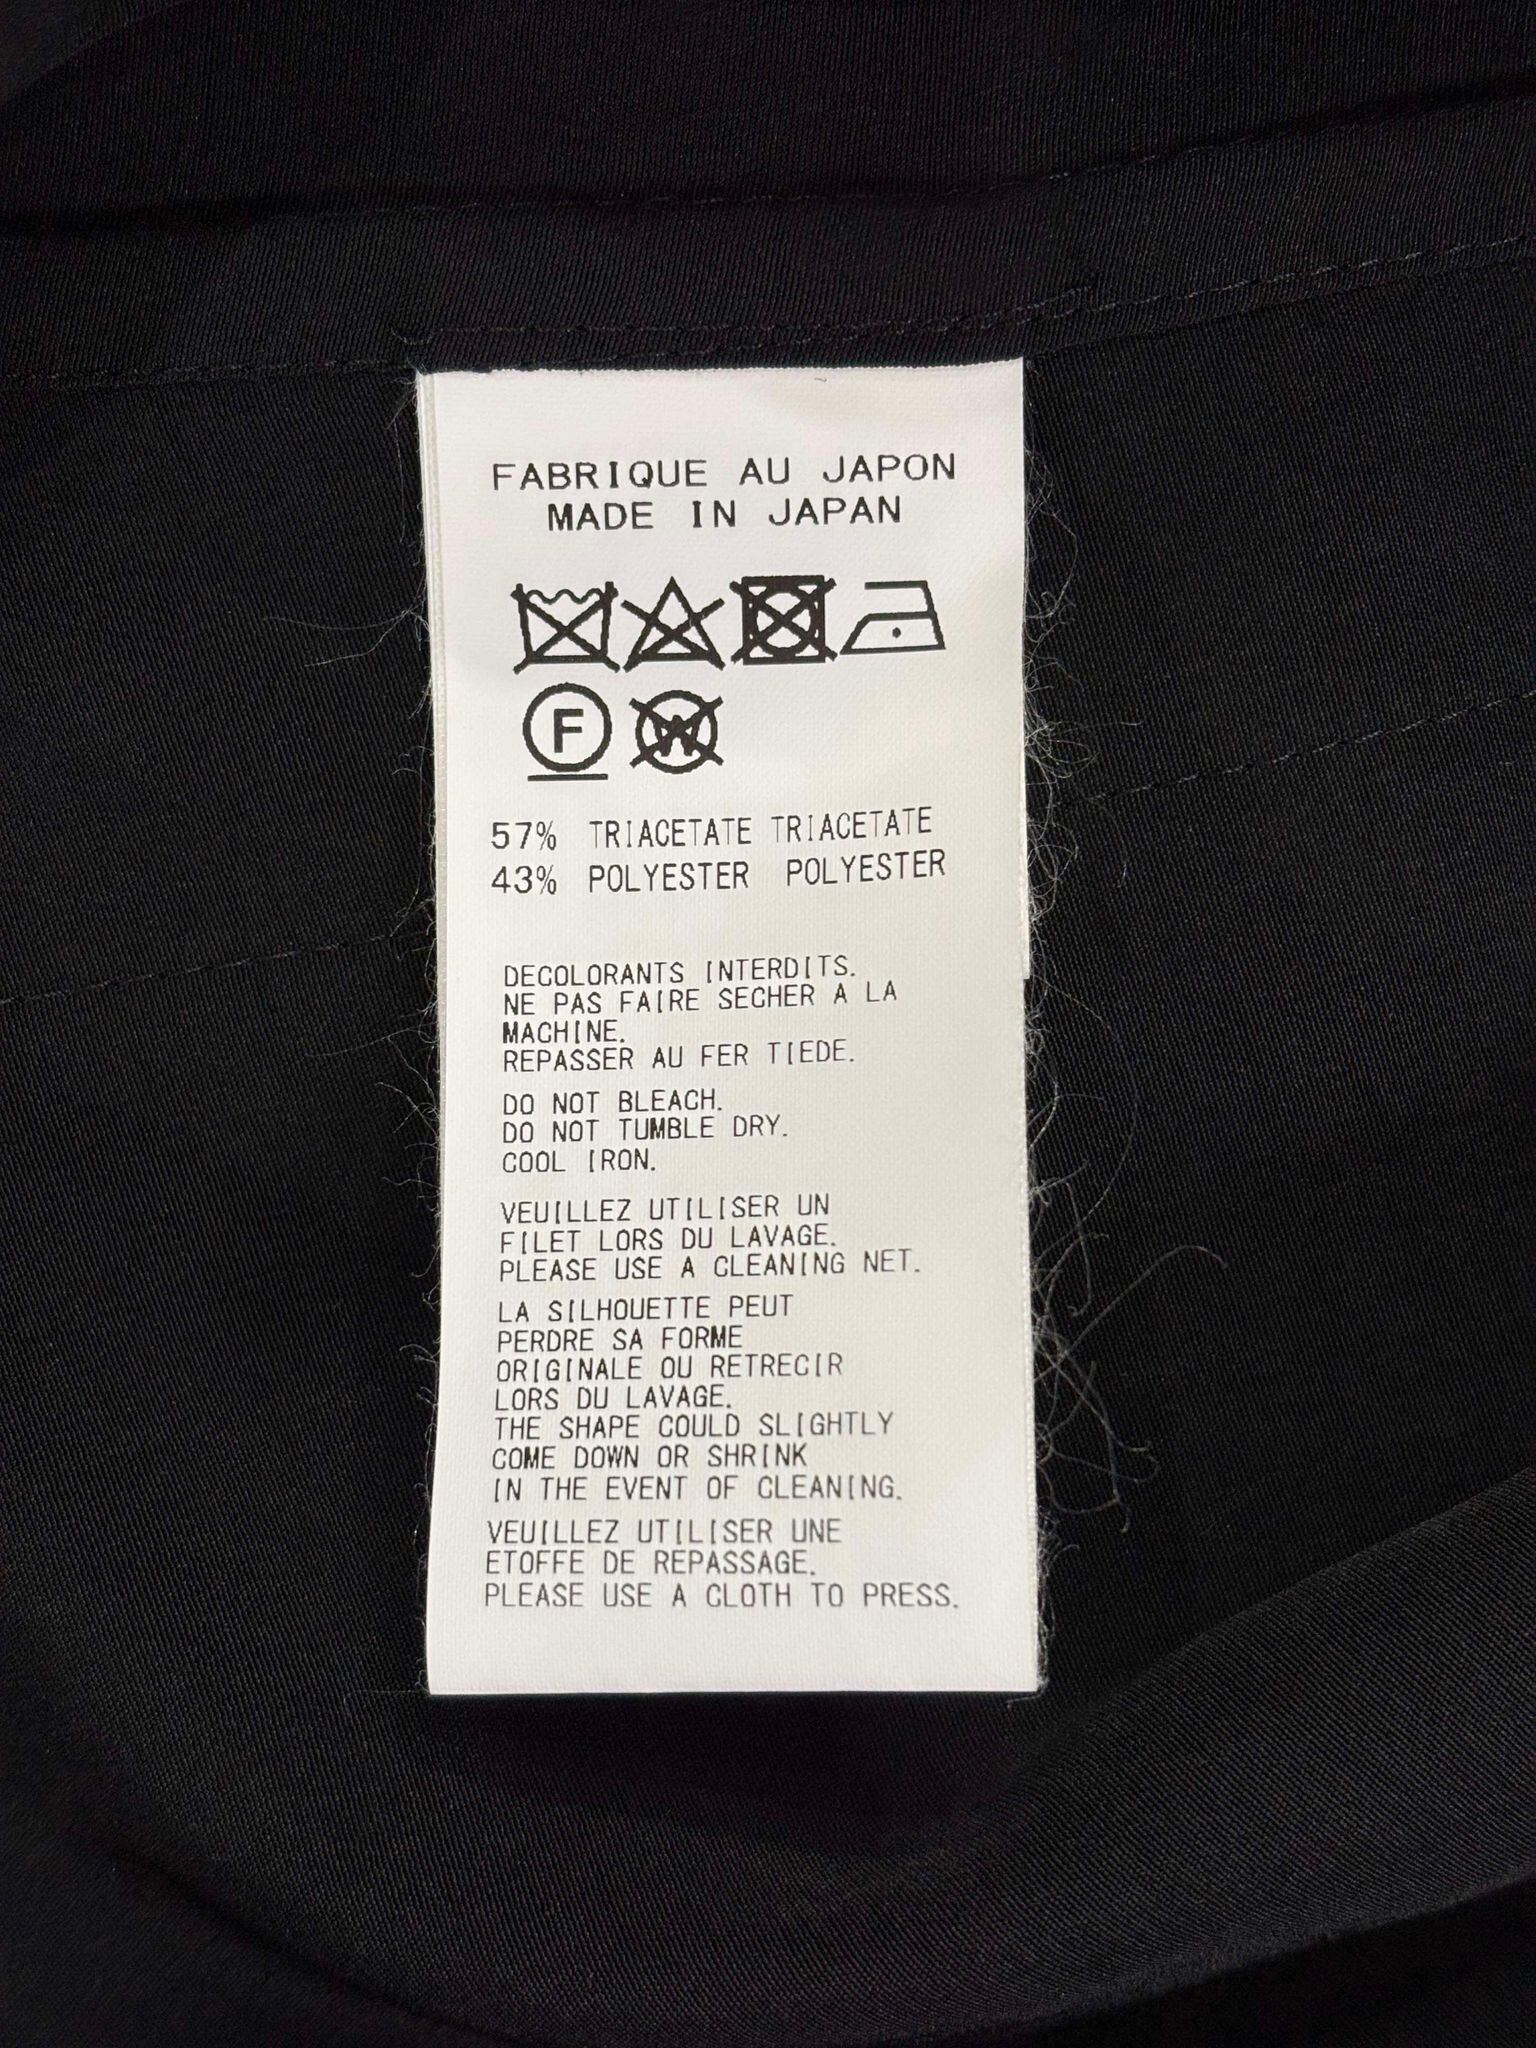 FABRIQUE AU JAPON
MADE IN JAPAN
F W
57% TRIACETATE TRIACETATE
43% POLYESTER POLYESTER
DECOLORANTS INTERDITS.
NE PAS FAIRE SECHER A LA
MACHINE.
REPASSER AU FER TIEDE.
DO NOT BLEACH.
DO NOT TUMBLE DRY.
COOL IRON.
VEUILLEZ UTILISER UN
FILET LORS DU LAVAGE.
PLEASE USE A CLEANING NET.
LA SILHOUETTE PEUT
PERDRE SA FORME
ORIGINALE OU RETRECIR
LORS DU LAVAGE.
THE SHAPE COULD SLIGHTLY
COME DOWN OR SHRINK
IN THE EVENT OF CLEANING.
VEUILLEZ UTILISER UNE
ETOFFE DE REPASSAGE.
PLEASE USE A CLOTH TO PRESS.